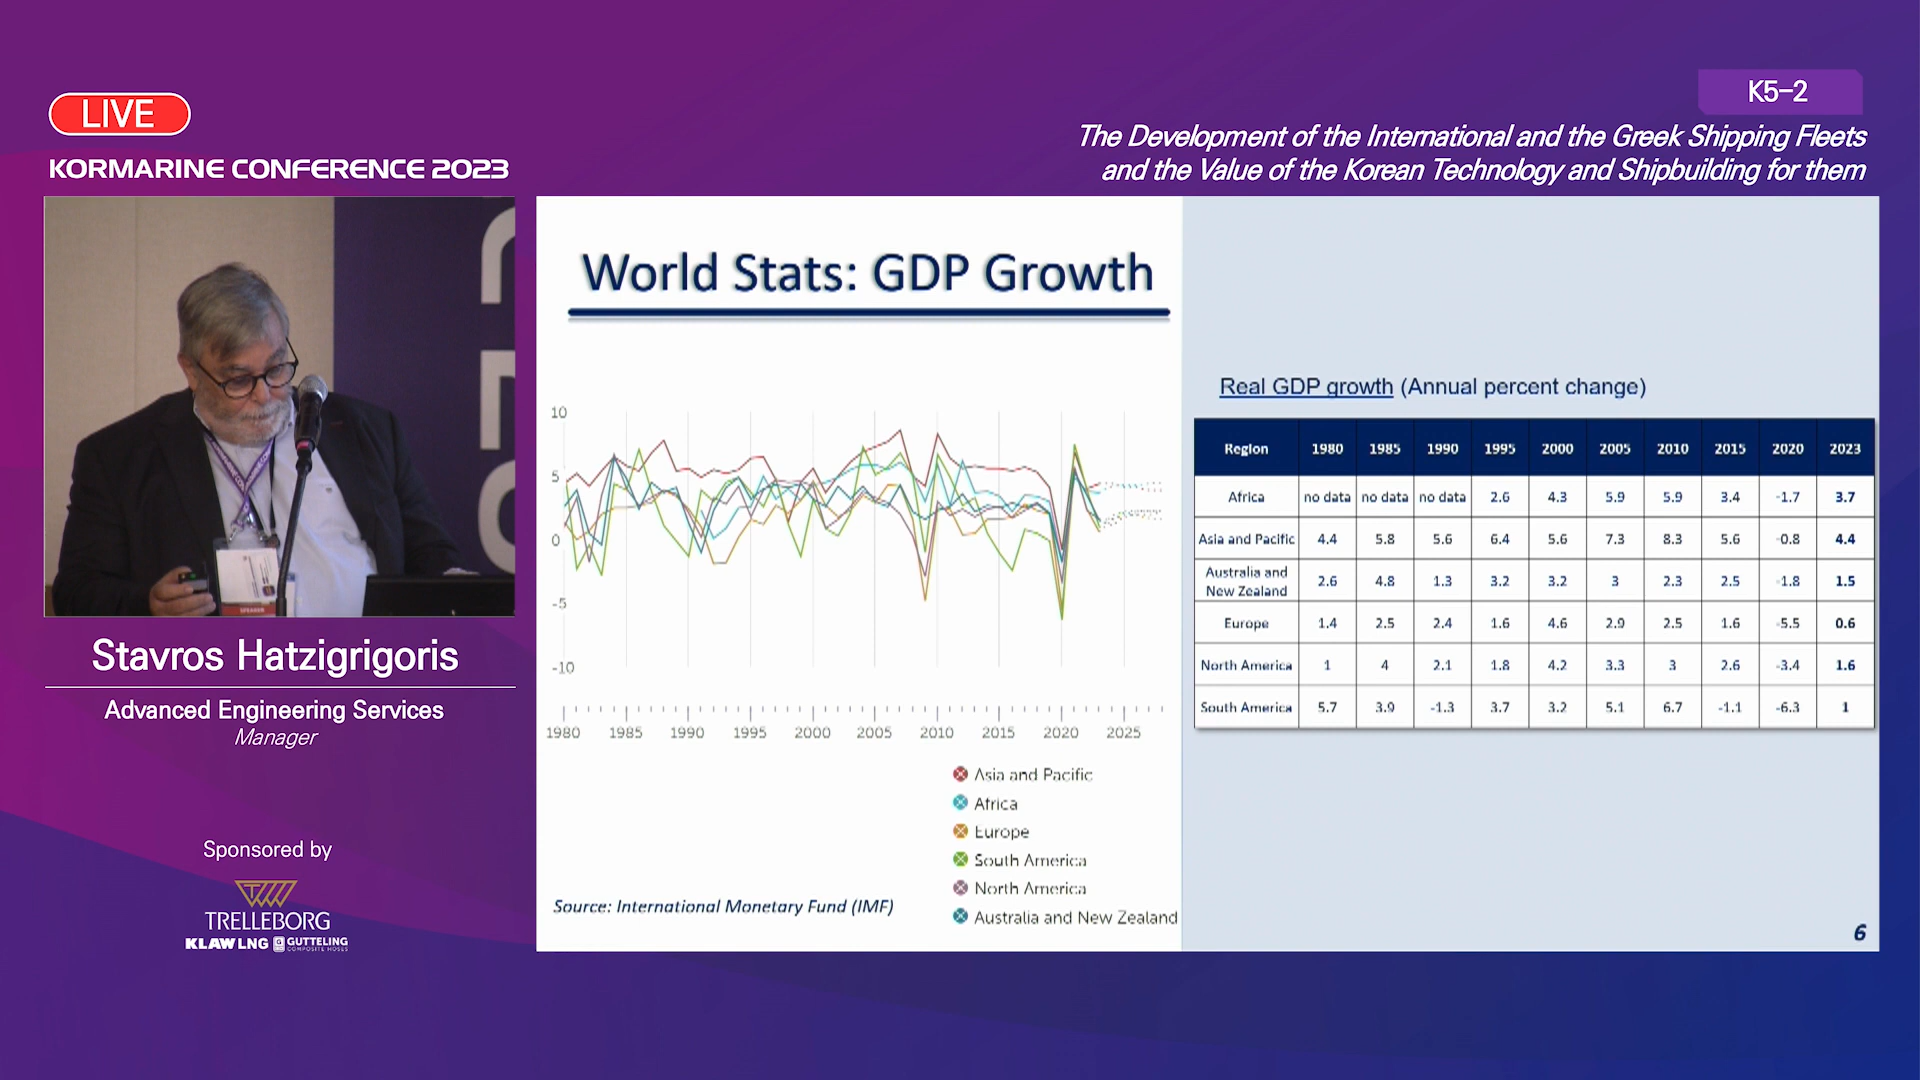 LIVE
KORMARINE CONFERENCE 2023
K5-2
The Development of the International and the Greek Shipping Fleets
and the Value of the Korean Technology and Shipbuilding for them
Stavros Hatzigrigoris
Advanced Engineering Services
Manager
Sponsored by
TRELLEBORG
KLAW LNG GUTTELING
COMPOSITE HOSES
World Stats: GDP Growth
10
5
0
-5
-10
1980 1985 1990 1995 2000 2005 2010 2015 2020 2025
Asia and Pacific
Africa
Europe
South America
North America
Australia and New Zealand
Source: International Monetary Fund (IMF)
Real GDP growth (Annual percent change)
Region 1980 1985 1990 1995 2000 2005 2010 2015 2020 2023
Africa no data no data no data 2.6 4.3 5.9 5.9 3.4 -1.7 3.7
Asia and Pacific 4.4 5.8 5.6 6.4 5.6 7.3 8.3 5.6 -0.8 4.4
Australia and
New Zealand 2.6 4.8 1.3 3.2 3.2 3 2.3 2.5 -1.8 1.5
Europe 1.4 2.5 2.4 1.6 4.6 2.9 2.5 1.6 -5.5 0.6
North America 1 4 2.1 1.8 4.2 3.3 3 2.6 -3.4 1.6
South America 5.7 3.9 -1.3 3.7 3.2 5.1 6.7 -1.1 -6.3 1
6